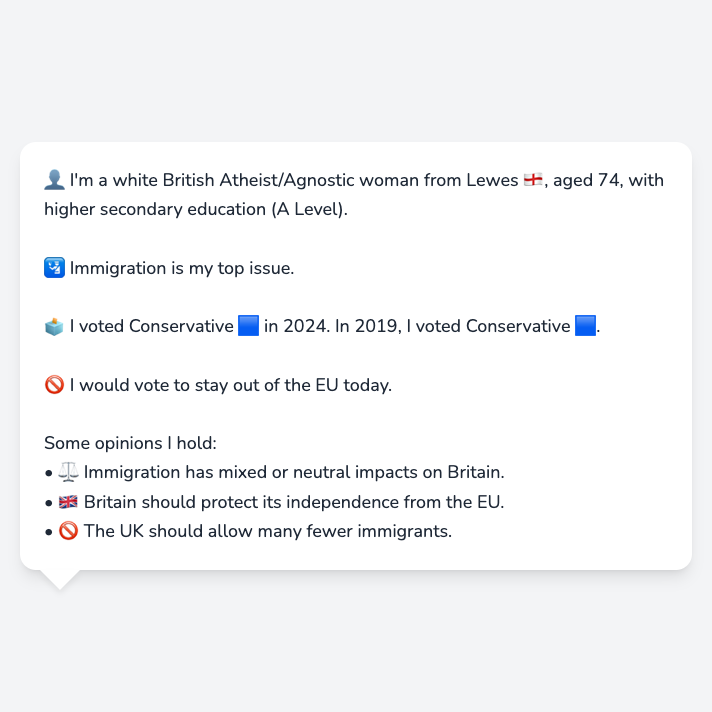 👤 I'm a white British Atheist/Agnostic woman from Lewes 🏴󠁧󠁢󠁥󠁮󠁧󠁿, aged 74, with
higher secondary education (A Level).
🛂 Immigration is my top issue.
🗳️ I voted Conservative 🟦 in 2024. In 2019, I voted Conservative 🟦.
🚫 I would vote to stay out of the EU today.
Some opinions I hold:
• ⚖️ Immigration has mixed or neutral impacts on Britain.
• 🇬🇧 Britain should protect its independence from the EU.
• 🚫 The UK should allow many fewer immigrants.